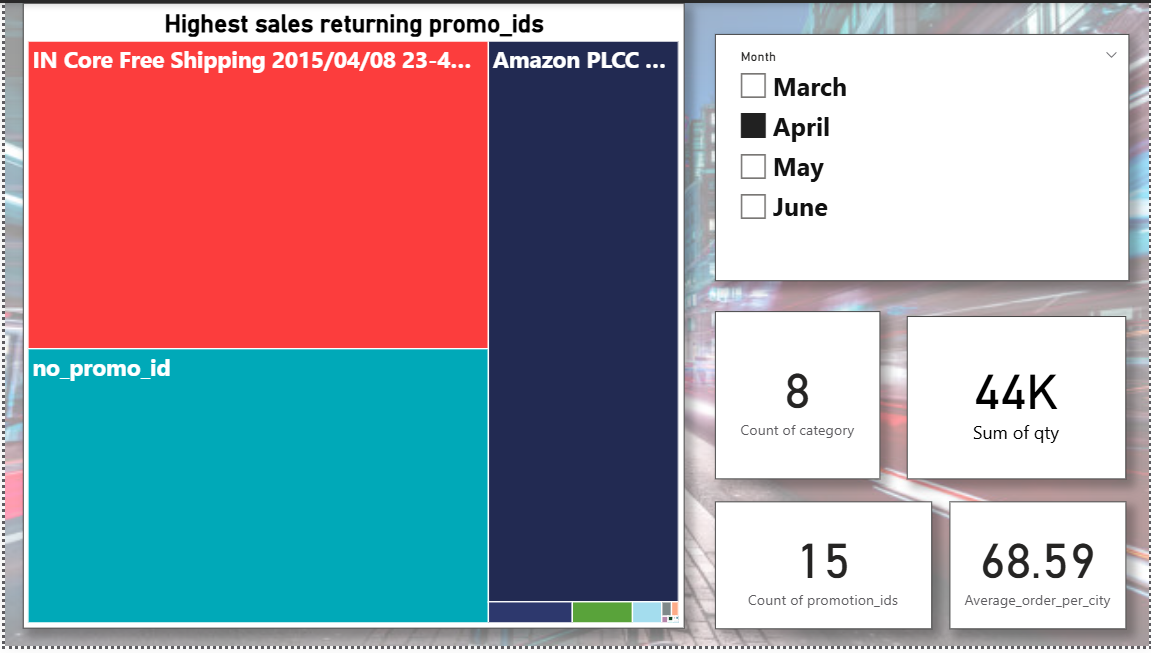 Highest sales returning promo_ids
IN Core Free Shipping 2015/04/08 23-4...
Amazon PLCC ...
no_promo_id
Month
March
April
May
June
8
Count of category
44K
Sum of qty
15
Count of promotion_ids
68.59
Average_order_per_city